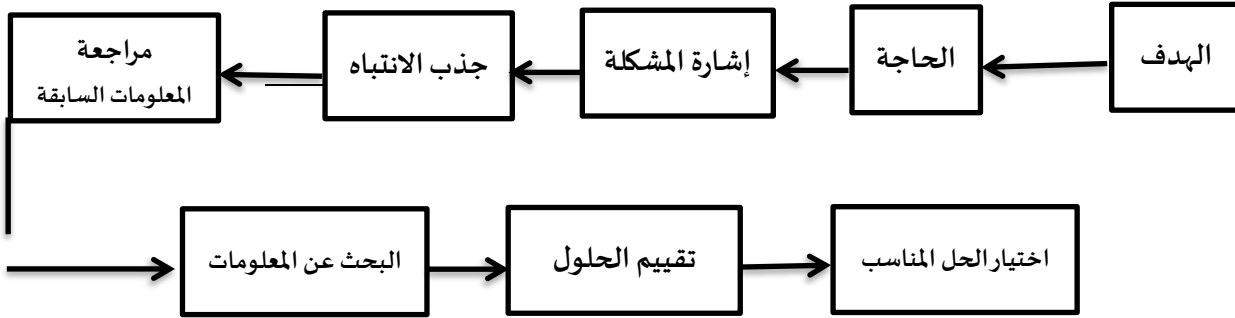 الهدف
الحاجة
إشارة المشكلة
جذب الانتباه
مراجعة
المعلومات السابقة
البحث عن المعلومات
تقييم الحلول
اختيار الحل المناسب